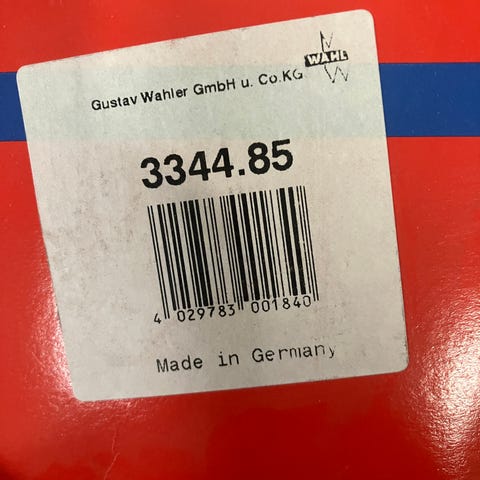 WAHL
Gustav Wahler GmbH u. Co.KG
3344.85
4 029783 001840
Made in Germany